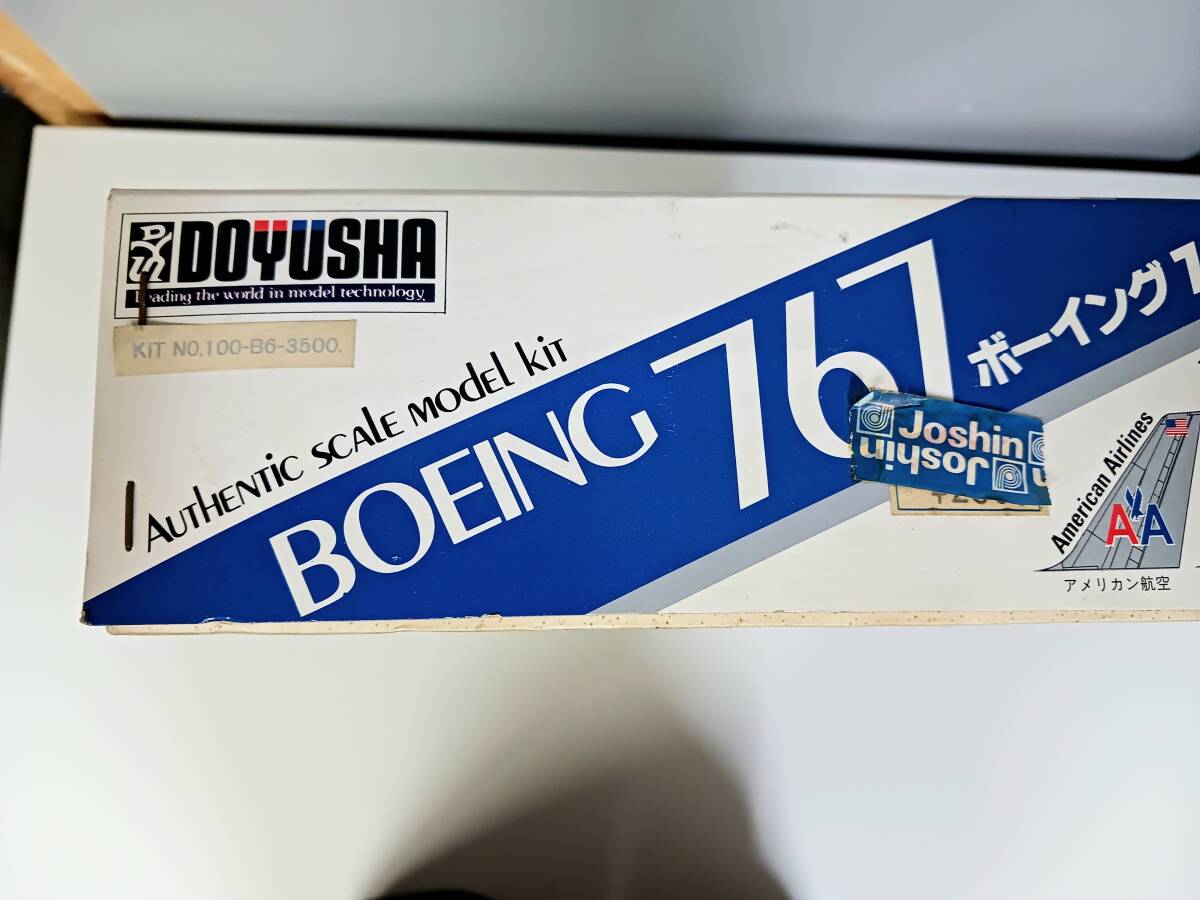 DOYUSHA
Leading the world in model technology.
KIT NO.100-B6-3500.
AUTHENTIC SCALE MODEL KIT
BOEING 767
ボーイング7
Joshin
Joshin
American Airlines
AA
アメリカン航空